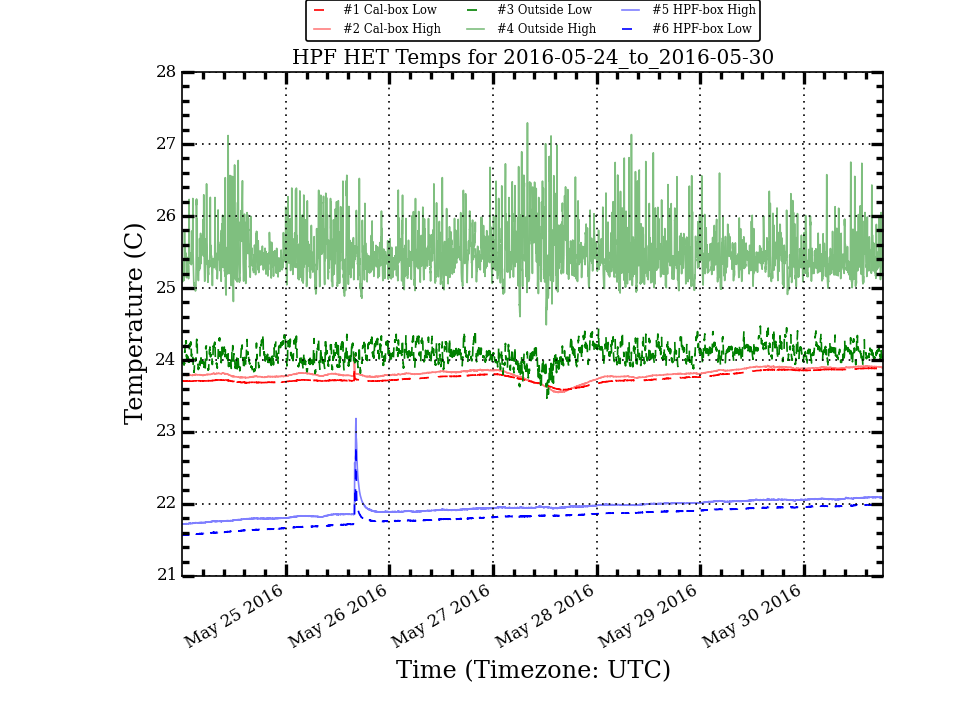 #1 Cal-box Low #3 Outside Low #5 HPF-box High
#2 Cal-box High #4 Outside High #6 HPF-box Low
HPF HET Temps for 2016-05-24_to_2016-05-30
28
27
26
25
24
23
22
21
Temperature (C)
May 25 2016 May 26 2016 May 27 2016 May 28 2016 May 29 2016 May 30 2016
Time (Timezone: UTC)